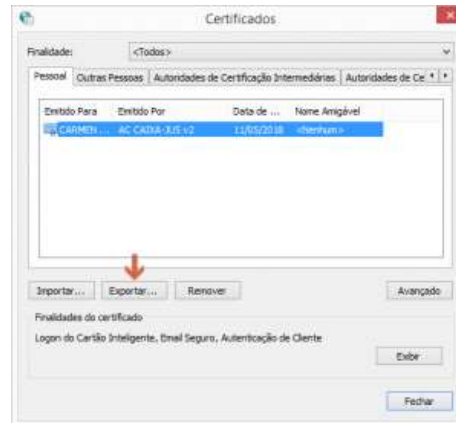 Certificados
Finalidade: <Todos>
Pessoal Outras Pessoas Autoridades de Certificação Intermediárias Autoridades de Ce
Emitido Para Emitido Por Data de ... Nome Amigável
CARMEN ... AC CAIXA-JUS v2 11/05/2018 <nenhum>
Importar... Exportar... Remover Avançado
Finalidades do certificado
Logon do Cartão Inteligente, Email Seguro, Autenticação de Cliente
Exibir
Fechar